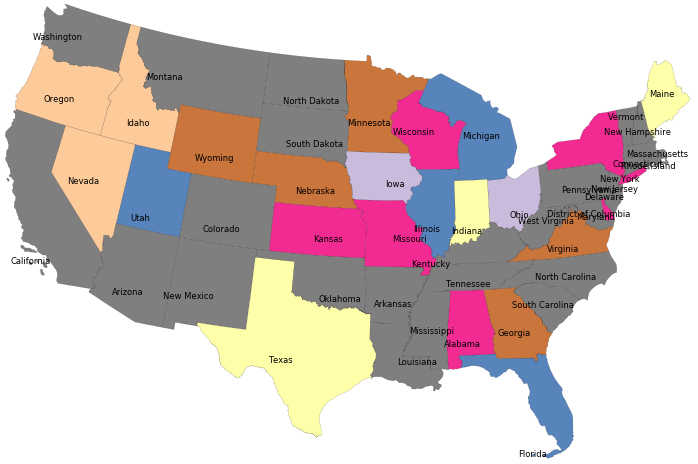 Washington
Maine
Montana
Oregon
North Dakota
Vermont
Idaho
Minnesota
Wisconsin
New Hampshire
Michigan
South Dakota
Massachusetts
Wyoming
Connecticut
Rhode Island
Nevada
New York
Iowa
Nebraska
Pennsylvania
New Jersey
Delaware
Utah
Ohio
District of Columbia
Maryland
West Virginia
Colorado
Illinois
Indiana
Kansas
Missouri
Virginia
California
Kentucky
North Carolina
Tennessee
Arizona
New Mexico
Oklahoma
Arkansas
South Carolina
Mississippi
Georgia
Alabama
Texas
Louisiana
Florida